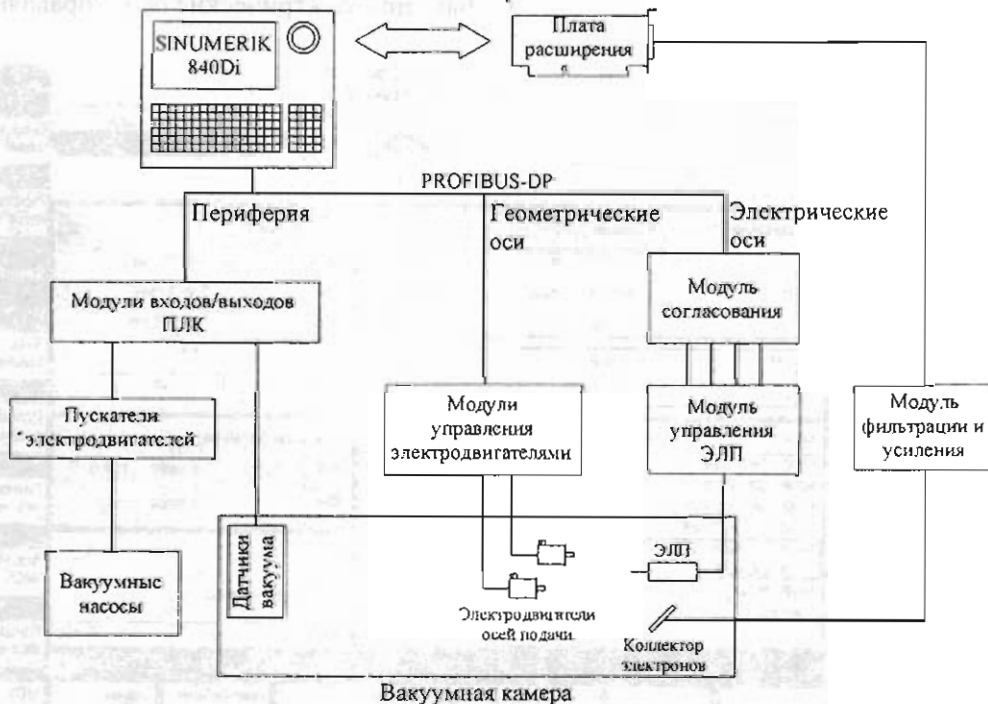 SINUMERIK
840Di
Плата
расширения
PROFIBUS-DP
Периферия
Геометрические
оси
Электрические
оси
Модули входов/выходов
ПЛК
Модуль
согласования
Пускатели
электродвигателей
Модули
управления
электродвигателями
Модуль
управления
ЭЛП
Модуль
фильтрации и
усиления
Вакуумные
насосы
Датчики
вакуума
ЭЛП
Электродвигатели
осей подачи
Коллектор
электронов
Вакуумная камера